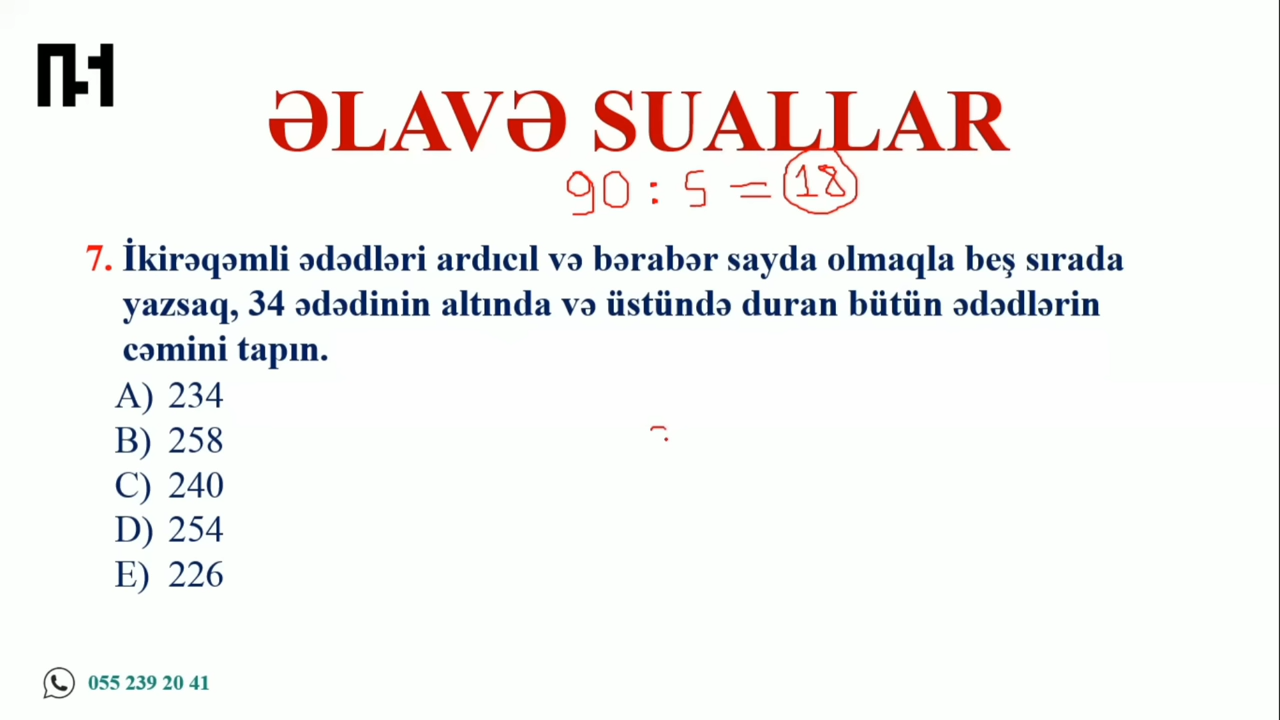 ƏLAVƏ SUALLAR
90 : 5 = 18
7. İkirəqəmli ədədləri ardıcıl və bərabər sayda olmaqla beş sırada
yazsaq, 34 ədədinin altında və üstündə duran bütün ədədlərin
cəmini tapın.
A) 234
B) 258
C) 240
D) 254
E) 226
055 239 20 41